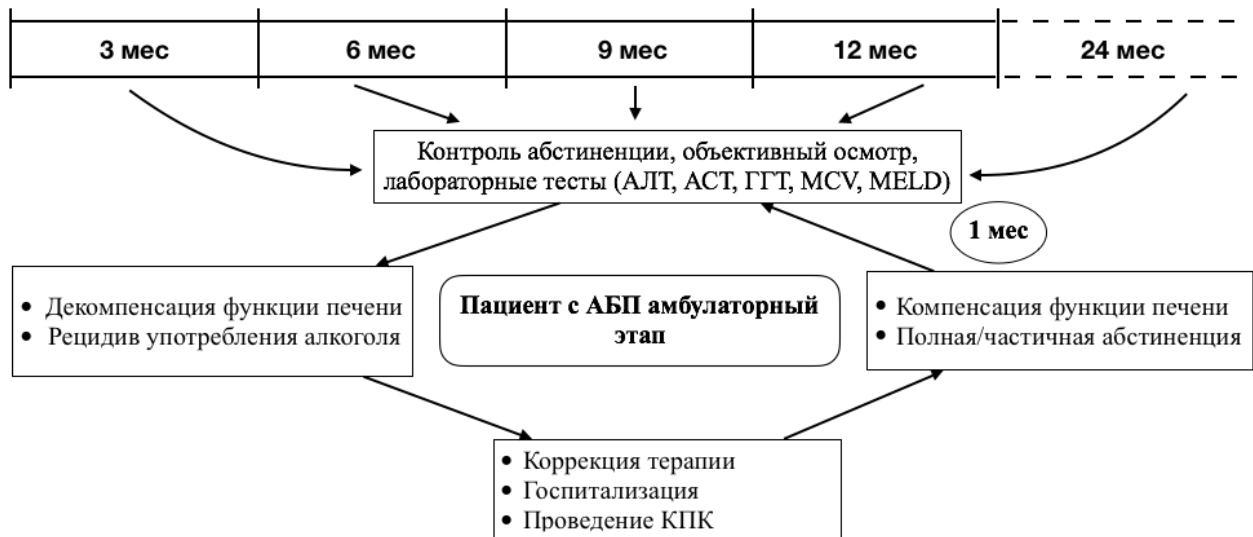 3 мес
6 мес
9 мес
12 мес
24 мес
Контроль абстиненции, объективный осмотр,
лабораторные тесты (АЛТ, АСТ, ГГТ, MCV, MELD)
1 мес
• Декомпенсация функции печени
• Рецидив употребления алкоголя
Пациент с АБП амбулаторный
этап
• Компенсация функции печени
• Полная/частичная абстиненция
• Коррекция терапии
• Госпитализация
• Проведение КПК